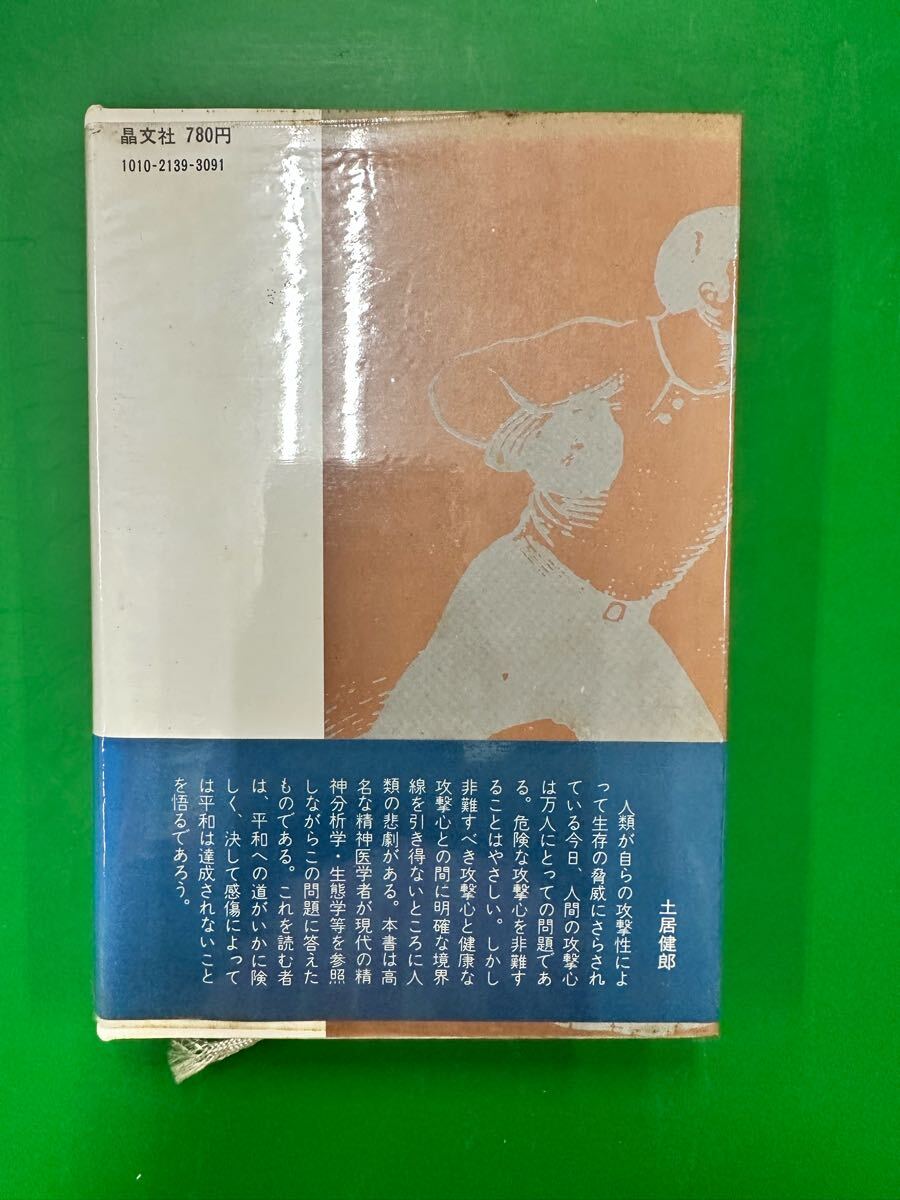 晶文社 780円
1010-2139-3091
土居健郎
人類が自らの攻撃性によ
って生存の脅威にさらされ
ている今日、人間の攻撃心
は万人にとっての問題であ
る。危険な攻撃心を非難す
ることはやさしい。しかし
非難すべき攻撃心と健康な
攻撃心との間に明確な境界
線を引き得ないところに人
類の悲劇がある。本書は高
名な精神医学者が現代の精
神分析学・生態学等を参照
しながらこの問題に答えた
ものである。これを読む者
は、平和への道がいかに険
しく、決して感傷によって
は平和は達成されないこと
を悟るであろう。